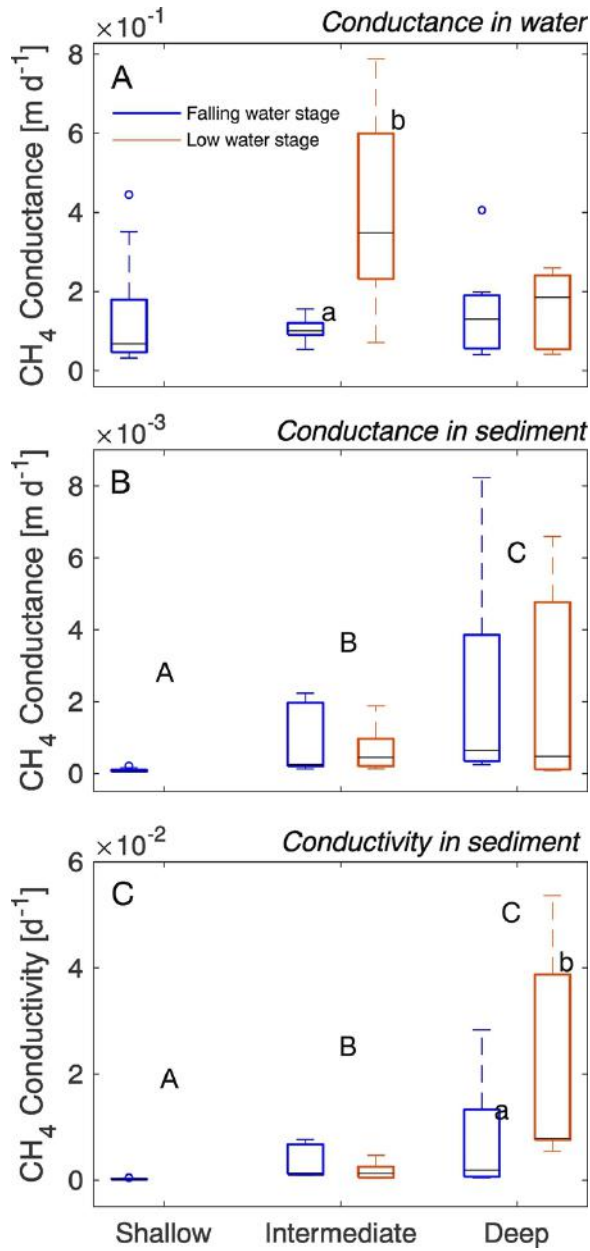 ×10⁻¹
Conductance in water
A
Falling water stage
Low water stage
CH₄ Conductance [m d⁻¹]
8
6
4
2
0
a
b
×10⁻³
Conductance in sediment
B
CH₄ Conductance [m d⁻¹]
8
6
4
2
0
A
B
C
×10⁻²
Conductivity in sediment
C
CH₄ Conductivity [d⁻¹]
6
4
2
0
A
B
C
a
b
Shallow Intermediate Deep